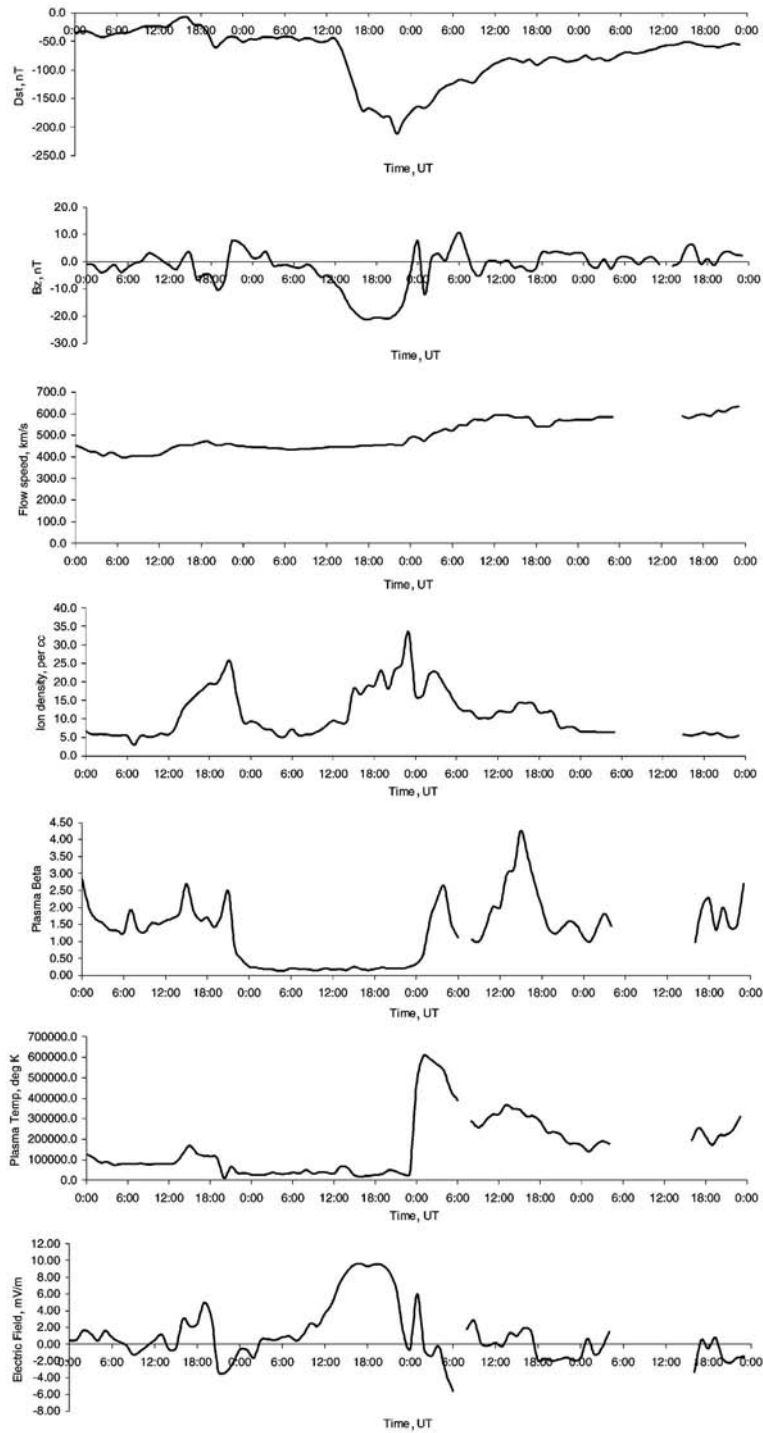 0.0
0:00 6:00 12:00 18:00 0:00 6:00 12:00 18:00 0:00 6:00 12:00 18:00 0:00 6:00 12:00 18:00 0:00
-50.0
-100.0
-150.0
-200.0
-250.0
Dst, nT
Time, UT
20.0
10.0
0.0
-10.0
-20.0
-30.0
0:00 6:00 12:00 18:00 0:00 6:00 12:00 18:00 0:00 6:00 12:00 18:00 0:00 6:00 12:00 18:00 0:00
Bz, nT
Time, UT
700.0
600.0
500.0
400.0
300.0
200.0
100.0
0.0
Flow speed, km/s
0:00 6:00 12:00 18:00 0:00 6:00 12:00 18:00 0:00 6:00 12:00 18:00 0:00 6:00 12:00 18:00 0:00
Time, UT
40.0
35.0
30.0
25.0
20.0
15.0
10.0
5.0
0.0
Ion density, per cc
0:00 6:00 12:00 18:00 0:00 6:00 12:00 18:00 0:00 6:00 12:00 18:00 0:00 6:00 12:00 18:00 0:00
Time, UT
4.50
4.00
3.50
3.00
2.50
2.00
1.50
1.00
0.50
0.00
Plasma Beta
0:00 6:00 12:00 18:00 0:00 6:00 12:00 18:00 0:00 6:00 12:00 18:00 0:00 6:00 12:00 18:00 0:00
Time, UT
700000.0
600000.0
500000.0
400000.0
300000.0
200000.0
100000.0
0.0
Plasma Temp, deg K
0:00 6:00 12:00 18:00 0:00 6:00 12:00 18:00 0:00 6:00 12:00 18:00 0:00 6:00 12:00 18:00 0:00
Time, UT
12.00
10.00
8.00
6.00
4.00
2.00
0.00
-2.00
-4.00
-6.00
-8.00
Electric Field, mV/m
0:00 6:00 12:00 18:00 0:00 6:00 12:00 18:00 0:00 6:00 12:00 18:00 0:00 6:00 12:00 18:00 0:00
Time, UT